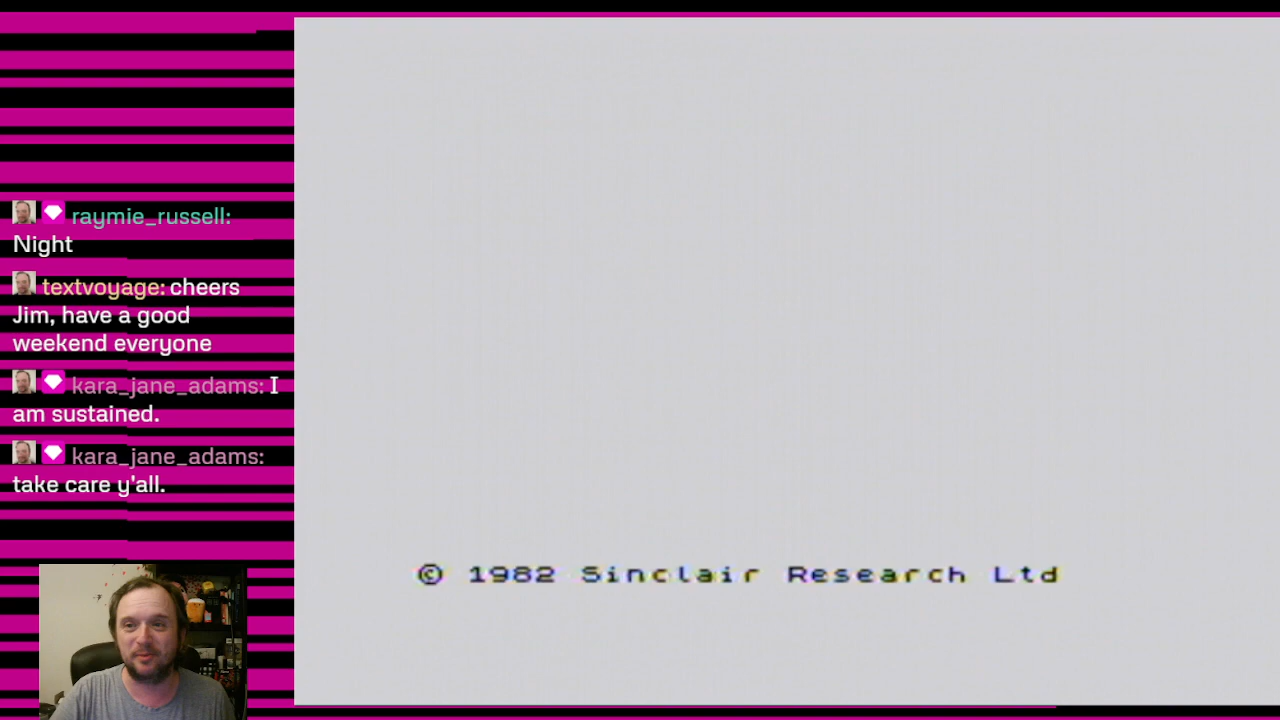 raymie_russell:
Night
textvoyage: cheers
Jim, have a good
weekend everyone
kara_jane_adams: I
am sustained.
kara_jane_adams:
take care y'all.
© 1982 Sinclair Research Ltd